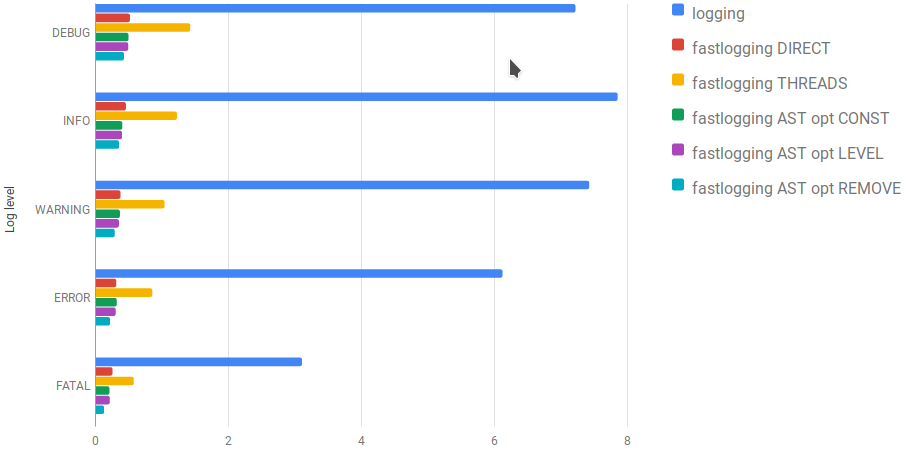 DEBUG
INFO
WARNING
ERROR
FATAL
Log level
0 2 4 6 8
logging
fastlogging DIRECT
fastlogging THREADS
fastlogging AST opt CONST
fastlogging AST opt LEVEL
fastlogging AST opt REMOVE